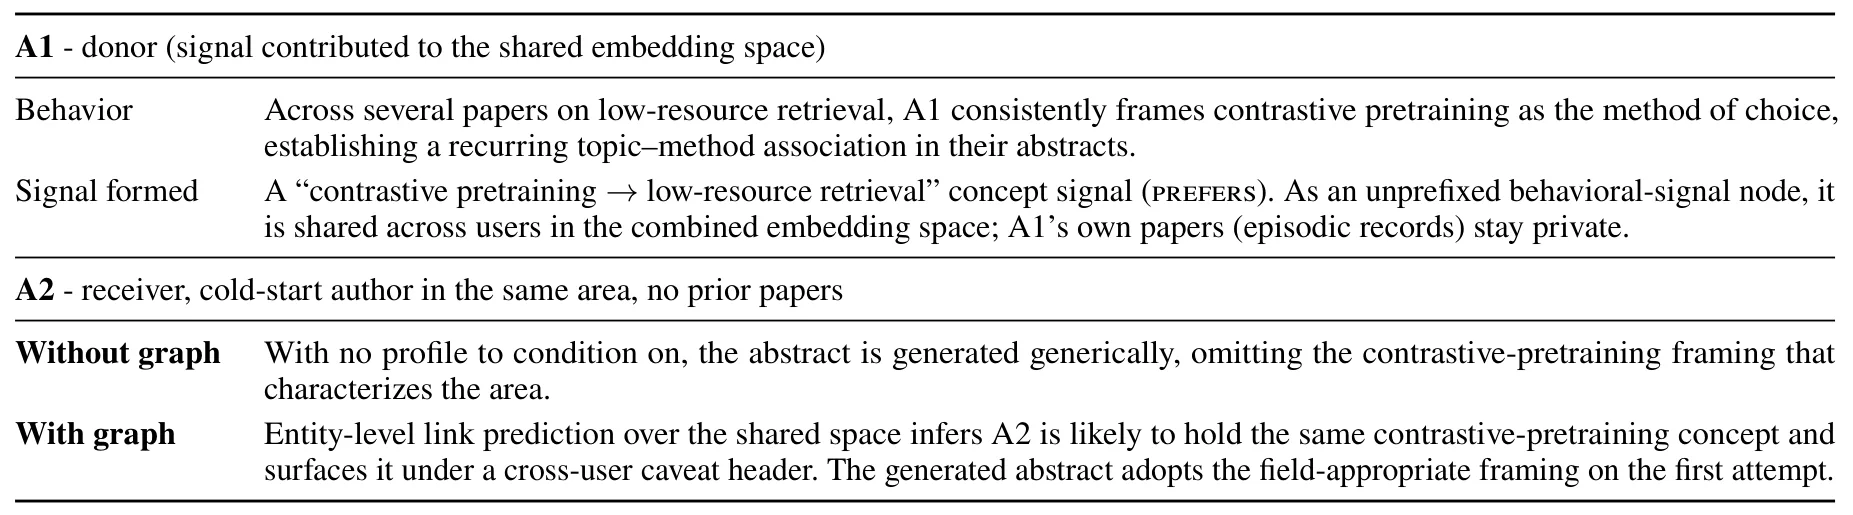 A1 - donor (signal contributed to the shared embedding space)
Behavior Across several papers on low-resource retrieval, A1 consistently frames contrastive pretraining as the method of choice,
establishing a recurring topic–method association in their abstracts.
Signal formed A “contrastive pretraining → low-resource retrieval” concept signal (PREFERS). As an unprefixed behavioral-signal node, it
is shared across users in the combined embedding space; A1’s own papers (episodic records) stay private.
A2 - receiver, cold-start author in the same area, no prior papers
Without graph With no profile to condition on, the abstract is generated generically, omitting the contrastive-pretraining framing that
characterizes the area.
With graph Entity-level link prediction over the shared space infers A2 is likely to hold the same contrastive-pretraining concept and
surfaces it under a cross-user caveat header. The generated abstract adopts the field-appropriate framing on the first attempt.